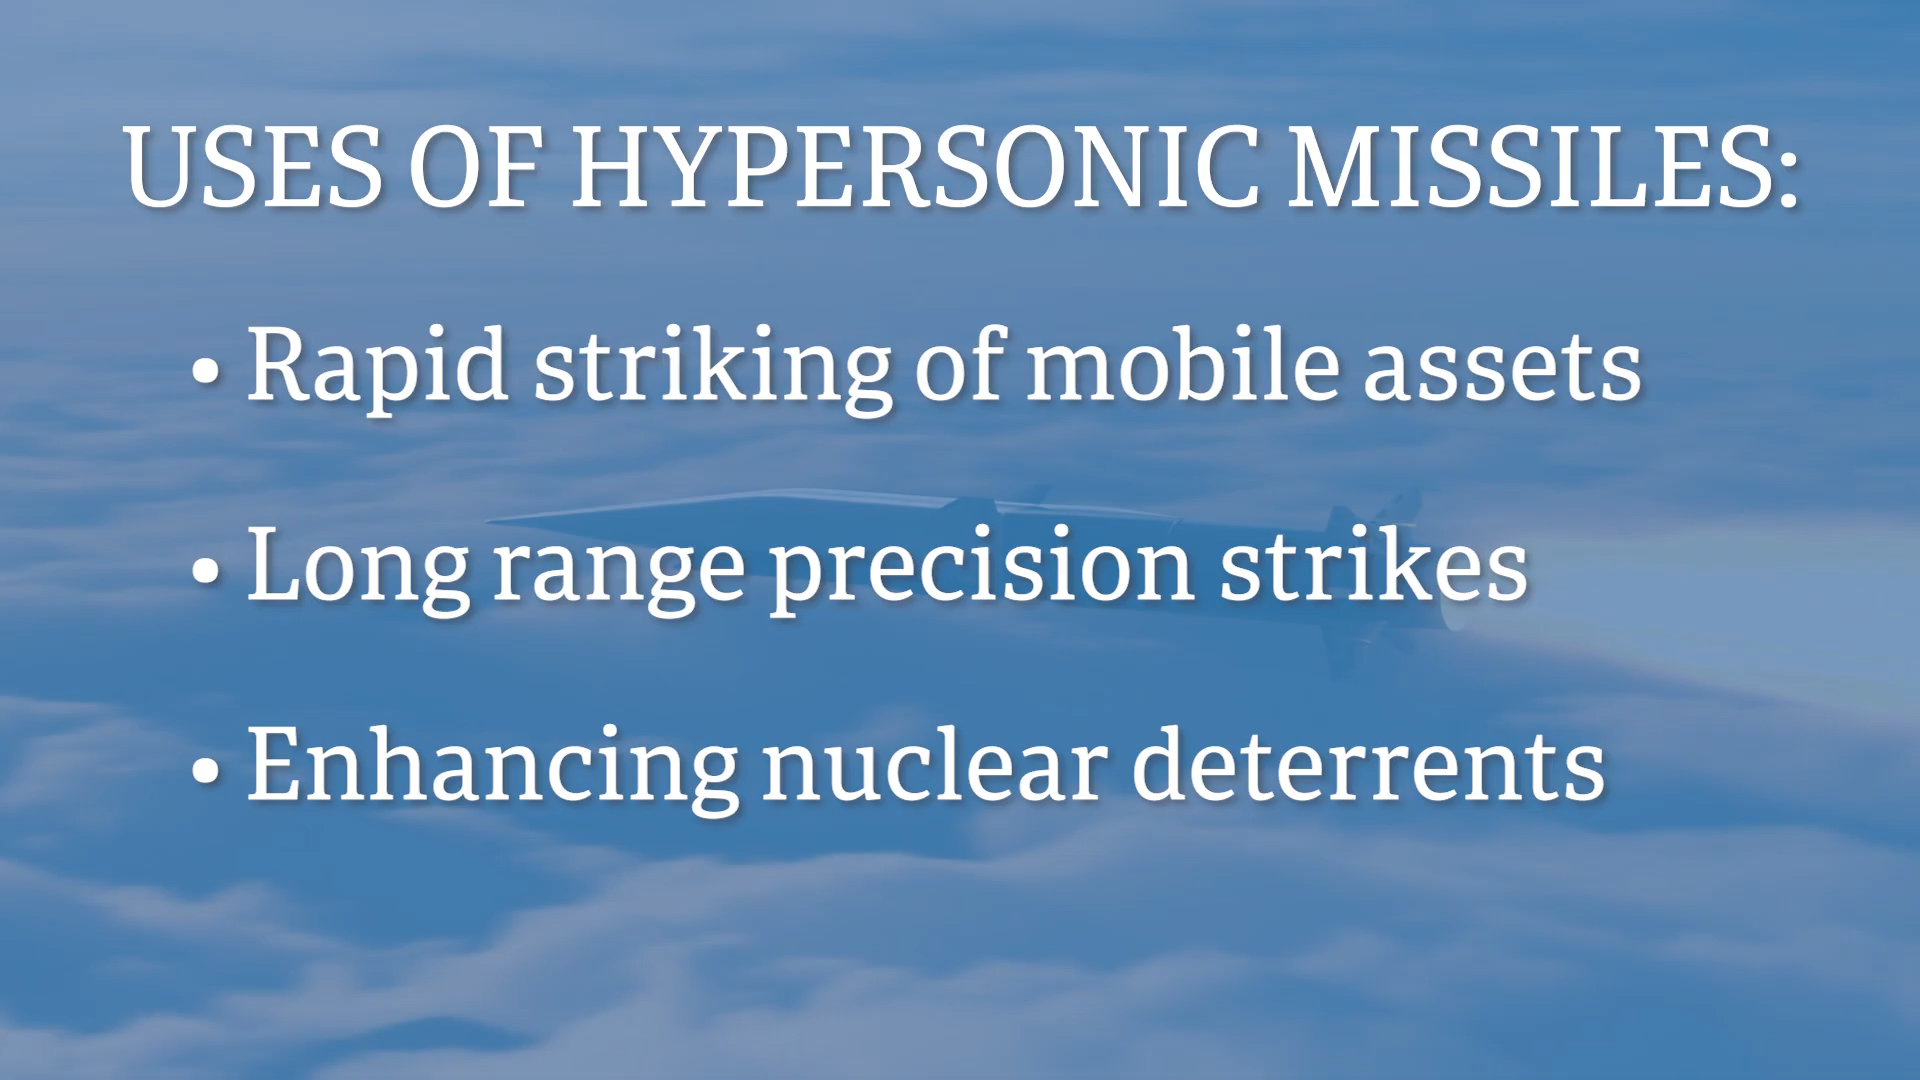 USES OF HYPERSONIC MISSILES:
• Rapid striking of mobile assets
• Long range precision strikes
• Enhancing nuclear deterrents